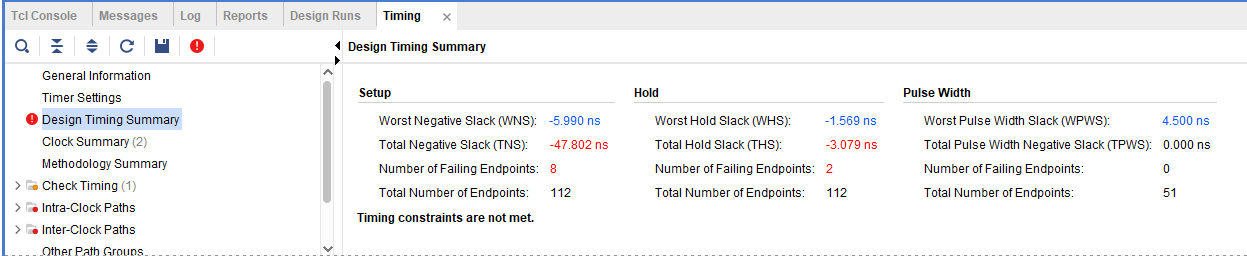 Tcl Console Messages Log Reports Design Runs Timing
Design Timing Summary
General Information
Timer Settings
Design Timing Summary
Clock Summary (2)
Methodology Summary
Check Timing (1)
Intra-Clock Paths
Inter-Clock Paths
Other Path Groups
Setup Hold Pulse Width
Worst Negative Slack (WNS): -5.990 ns Worst Hold Slack (WHS): -1.569 ns Worst Pulse Width Slack (WPWS): 4.500 ns
Total Negative Slack (TNS): -47.802 ns Total Hold Slack (THS): -3.079 ns Total Pulse Width Negative Slack (TPWS): 0.000 ns
Number of Failing Endpoints: 8 Number of Failing Endpoints: 2 Number of Failing Endpoints: 0
Total Number of Endpoints: 112 Total Number of Endpoints: 112 Total Number of Endpoints: 51
Timing constraints are not met.